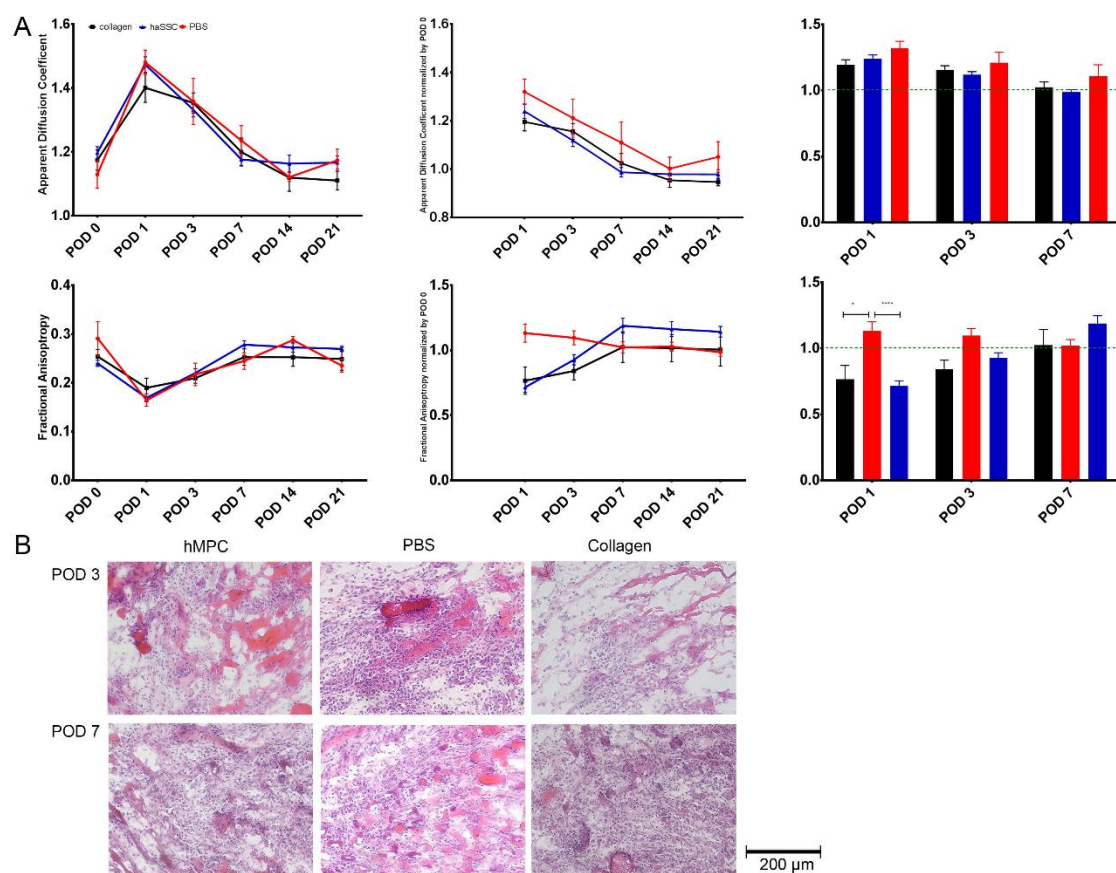 A
collagen haSSC PBS
Apparent Diffusion Coefficent
1.6
1.4
1.2
1.0
POD 0 POD 1 POD 3 POD 7 POD 14 POD 21
Apparent Diffusion Coefficent normalized by POD 0
1.6
1.4
1.2
1.0
0.8
POD 1 POD 3 POD 7 POD 14 POD 21
1.5
1.0
0.5
0.0
POD 1 POD 3 POD 7
Fractional Anisotropy
0.4
0.3
0.2
0.1
0.0
POD 0 POD 1 POD 3 POD 7 POD 14 POD 21
Fractional Anisoptropy normalized by POD 0
1.5
1.0
0.5
0.0
POD 1 POD 3 POD 7 POD 14 POD 21
1.5
1.0
0.5
0.0
* ****
POD 1 POD 3 POD 7
B
hMPC PBS Collagen
POD 3
POD 7
200 µm